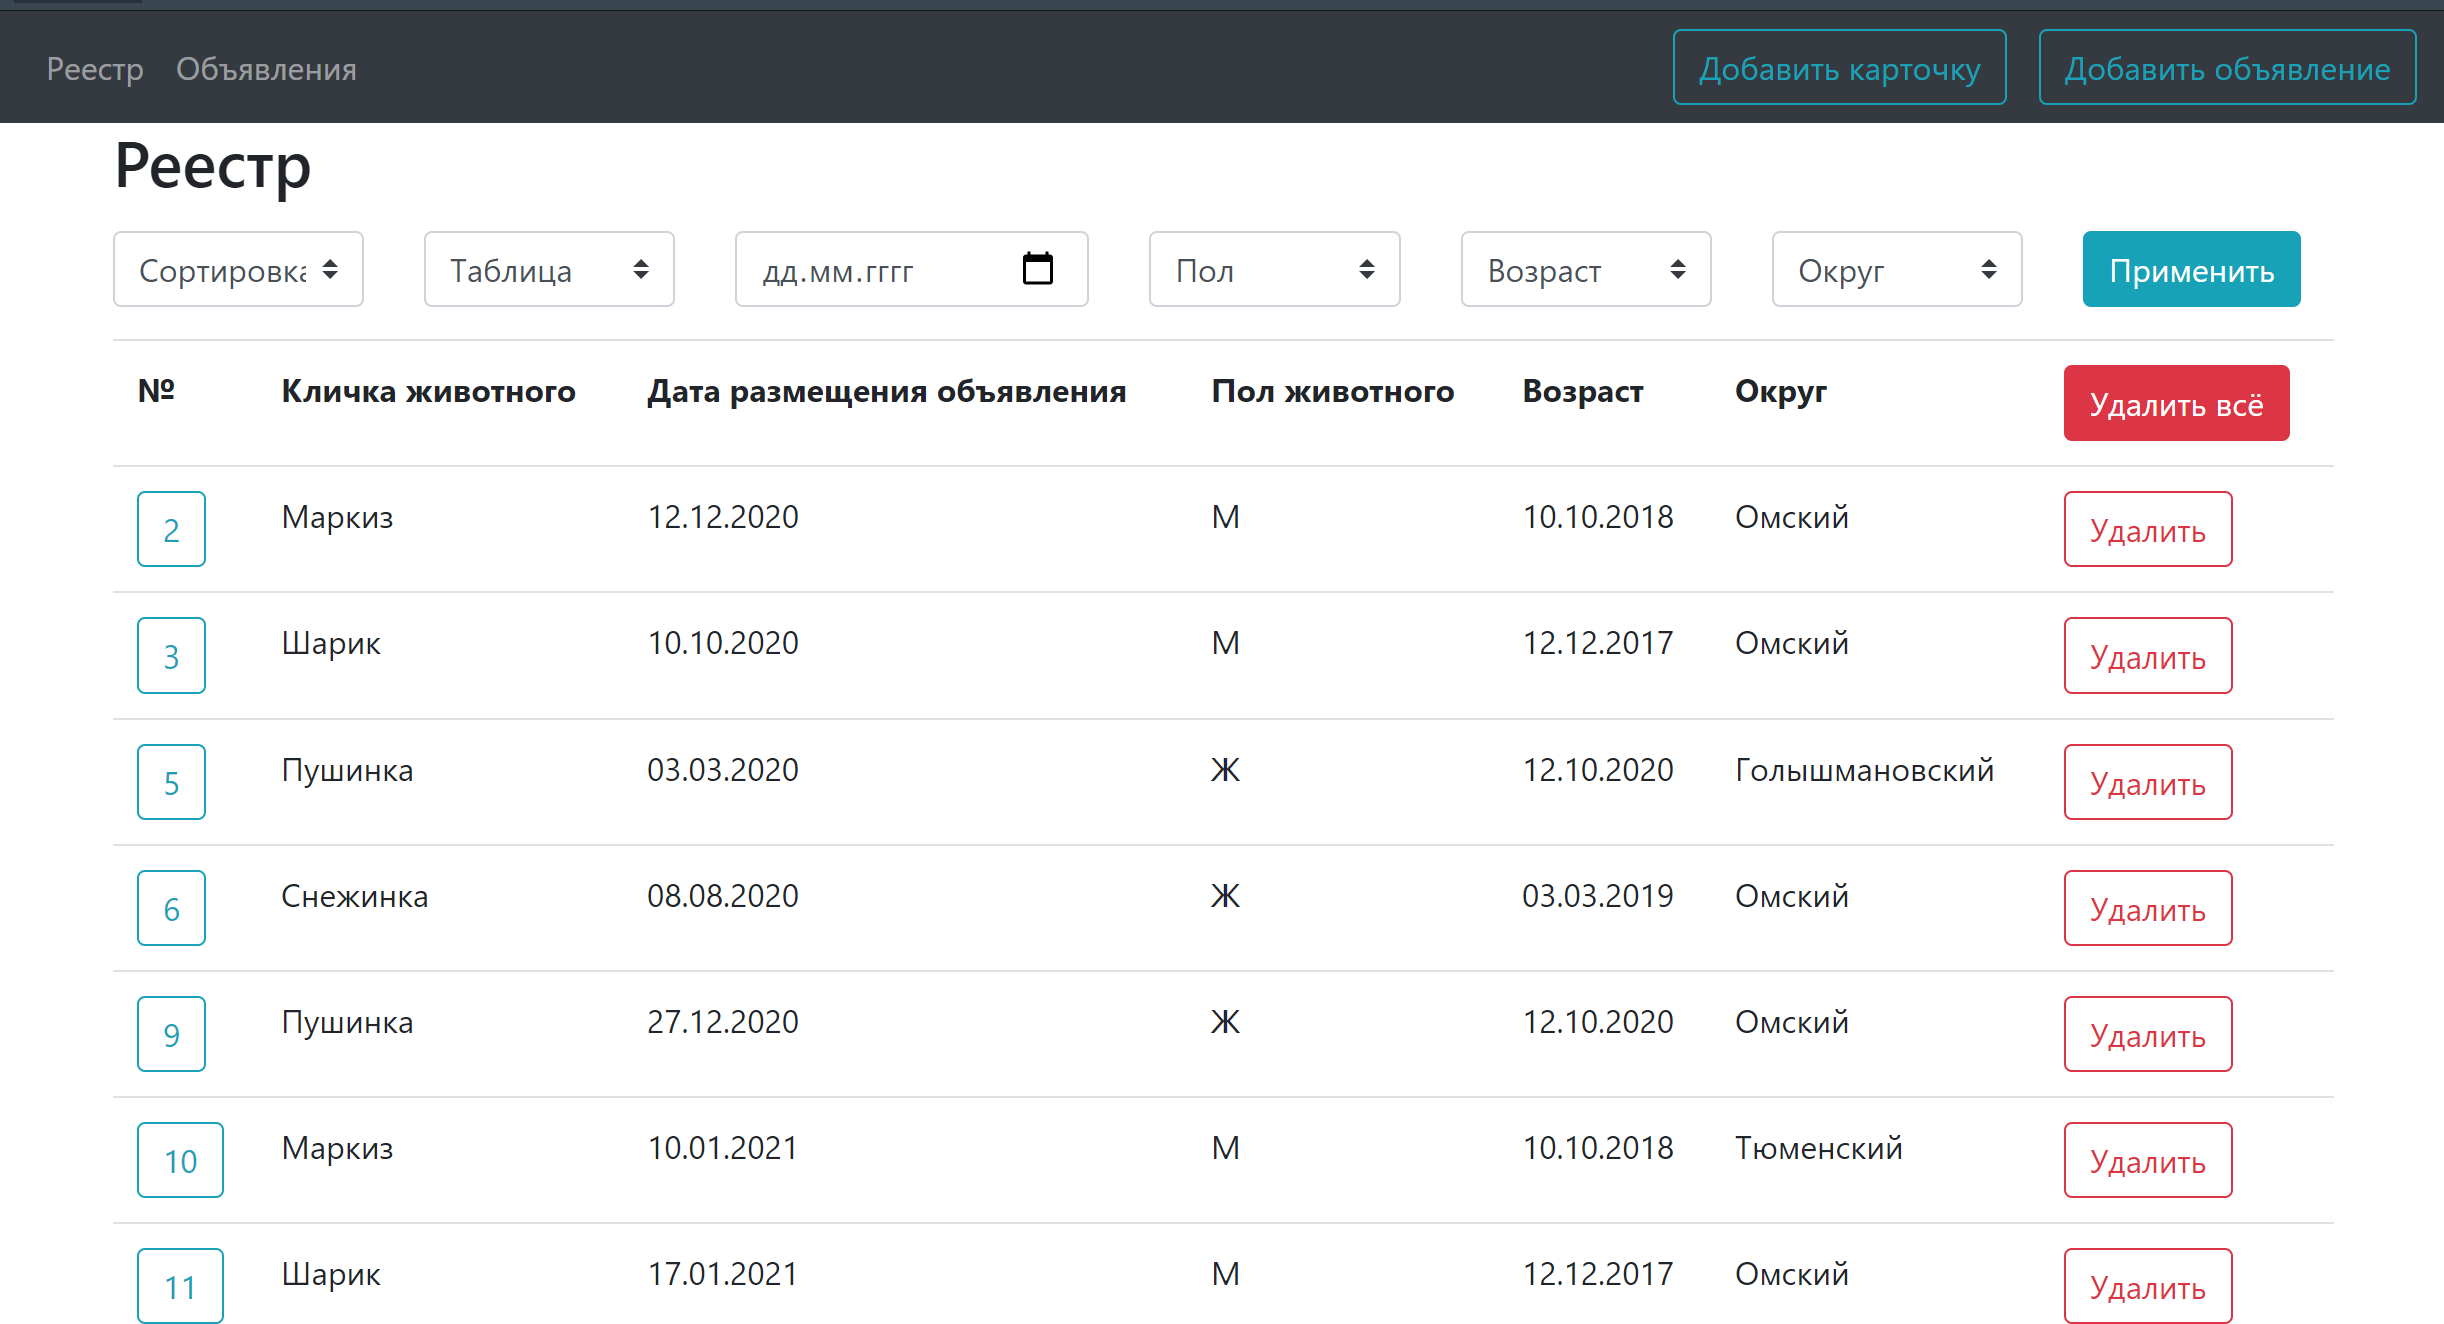 Реестр Объявления Добавить карточку Добавить объявление
Реестр
Сортировка Таблица дд.мм.гггг Пол Возраст Округ Применить
№ Кличка животного Дата размещения объявления Пол животного Возраст Округ Удалить всё
2 Маркиз 12.12.2020 М 10.10.2018 Омский Удалить
3 Шарик 10.10.2020 М 12.12.2017 Омский Удалить
5 Пушинка 03.03.2020 Ж 12.10.2020 Голышмановский Удалить
6 Снежинка 08.08.2020 Ж 03.03.2019 Омский Удалить
9 Пушинка 27.12.2020 Ж 12.10.2020 Омский Удалить
10 Маркиз 10.01.2021 М 10.10.2018 Тюменский Удалить
11 Шарик 17.01.2021 М 12.12.2017 Омский Удалить